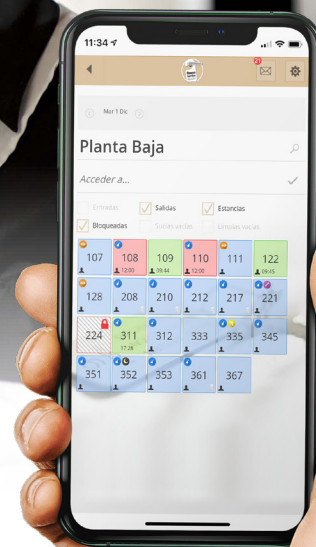 11:34
21
Mar 1 Dic
Planta Baja
Acceder a...
Entradas Salidas Estancias
Bloqueadas Sucias vacías Limpias vacías
107 108 109 110 111 122
12:00 09:44 12:00 09:45
128 208 210 212 217 221
224 311 312 333 335 345
17:28
351 352 353 361 367